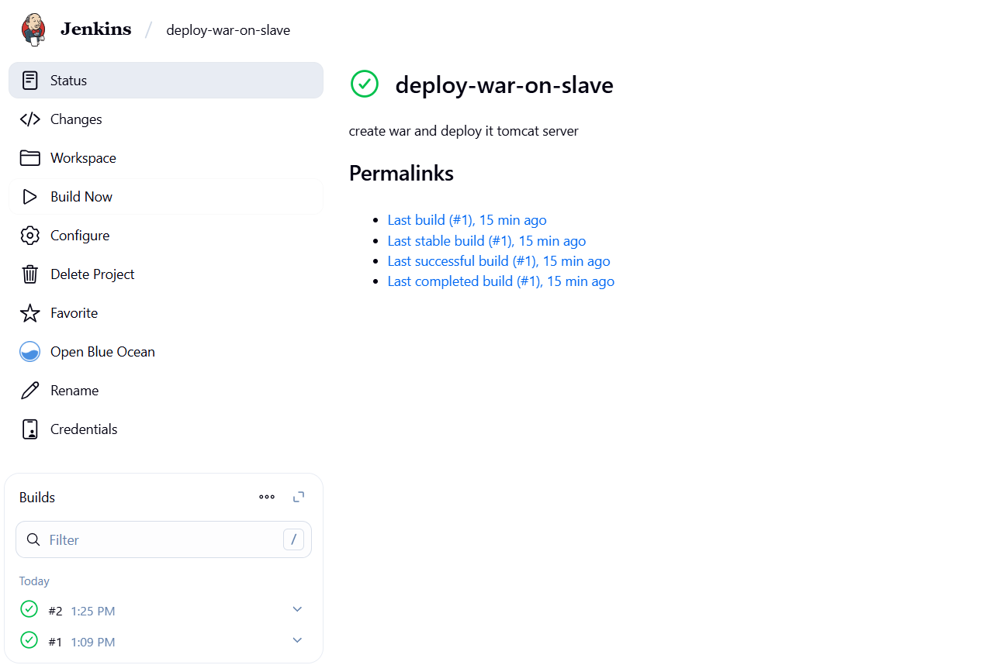 Jenkins / deploy-war-on-slave
Status
Changes
Workspace
Build Now
Configure
Delete Project
Favorite
Open Blue Ocean
Rename
Credentials
Builds
Filter /
Today
#2 1:25 PM
#1 1:09 PM
deploy-war-on-slave
create war and deploy it tomcat server
Permalinks
Last build (#1), 15 min ago
Last stable build (#1), 15 min ago
Last successful build (#1), 15 min ago
Last completed build (#1), 15 min ago